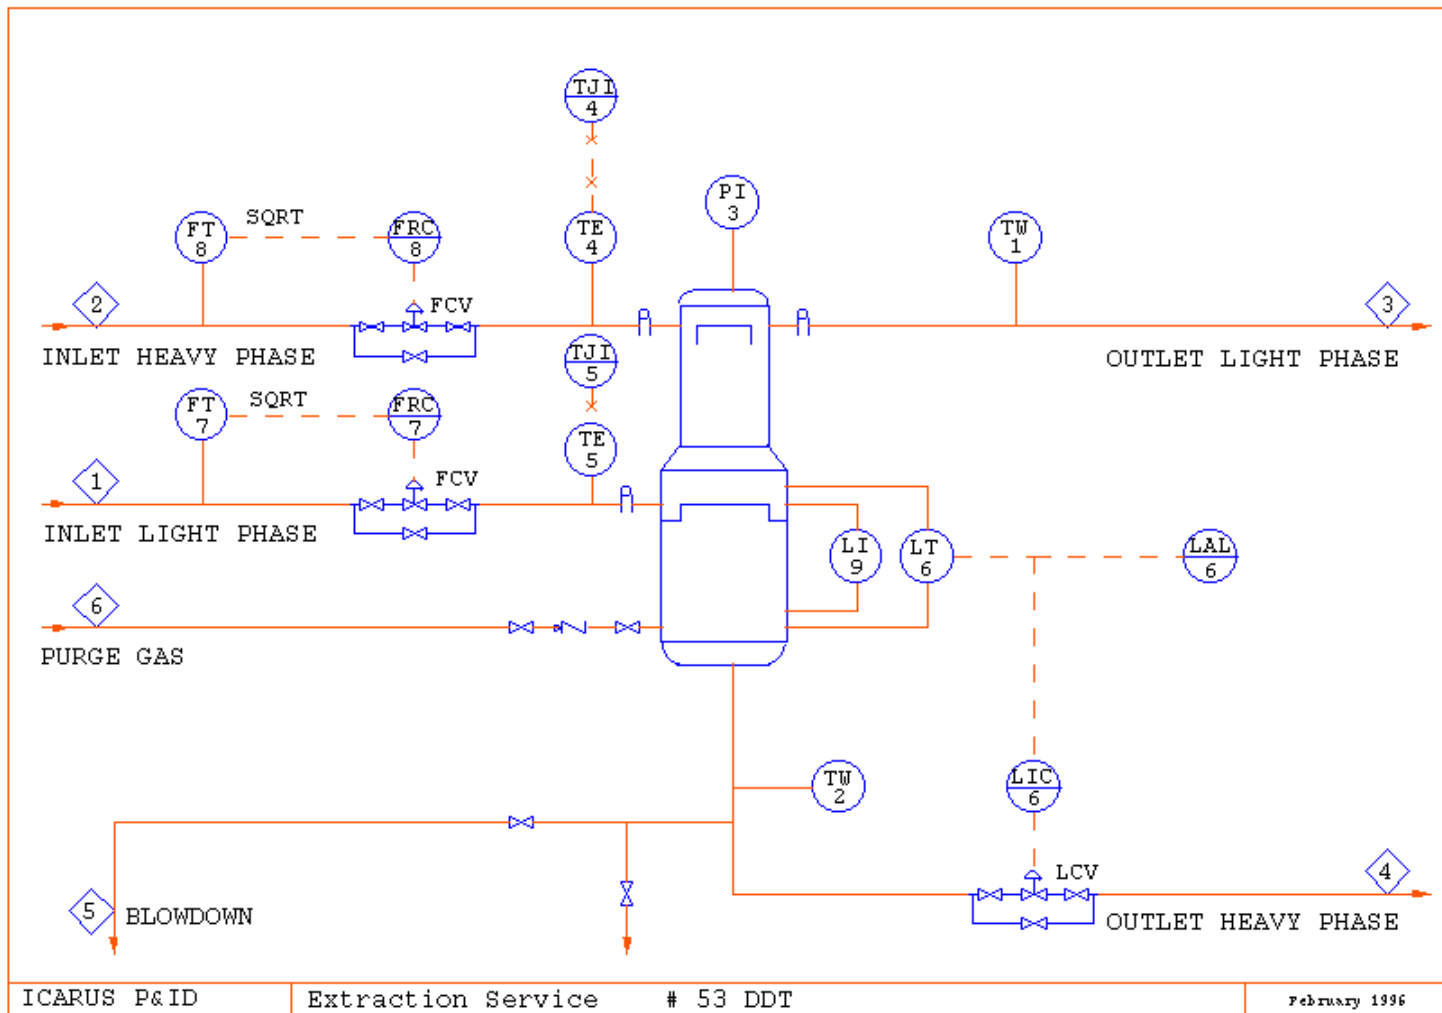 TJI
4
PI
3
FT
8
SQRT
FRC
8
TE
4
TW
1
2
FCV
3
INLET HEAVY PHASE
TJI
5
OUTLET LIGHT PHASE
FT
7
SQRT
FRC
7
TE
5
1
FCV
INLET LIGHT PHASE
LI
9
LT
6
LAL
6
6
PURGE GAS
TW
2
LIC
6
LCV
4
5
BLOWDOWN
OUTLET HEAVY PHASE
ICARUS P&ID
Extraction Service # 53 DDT
February 1996